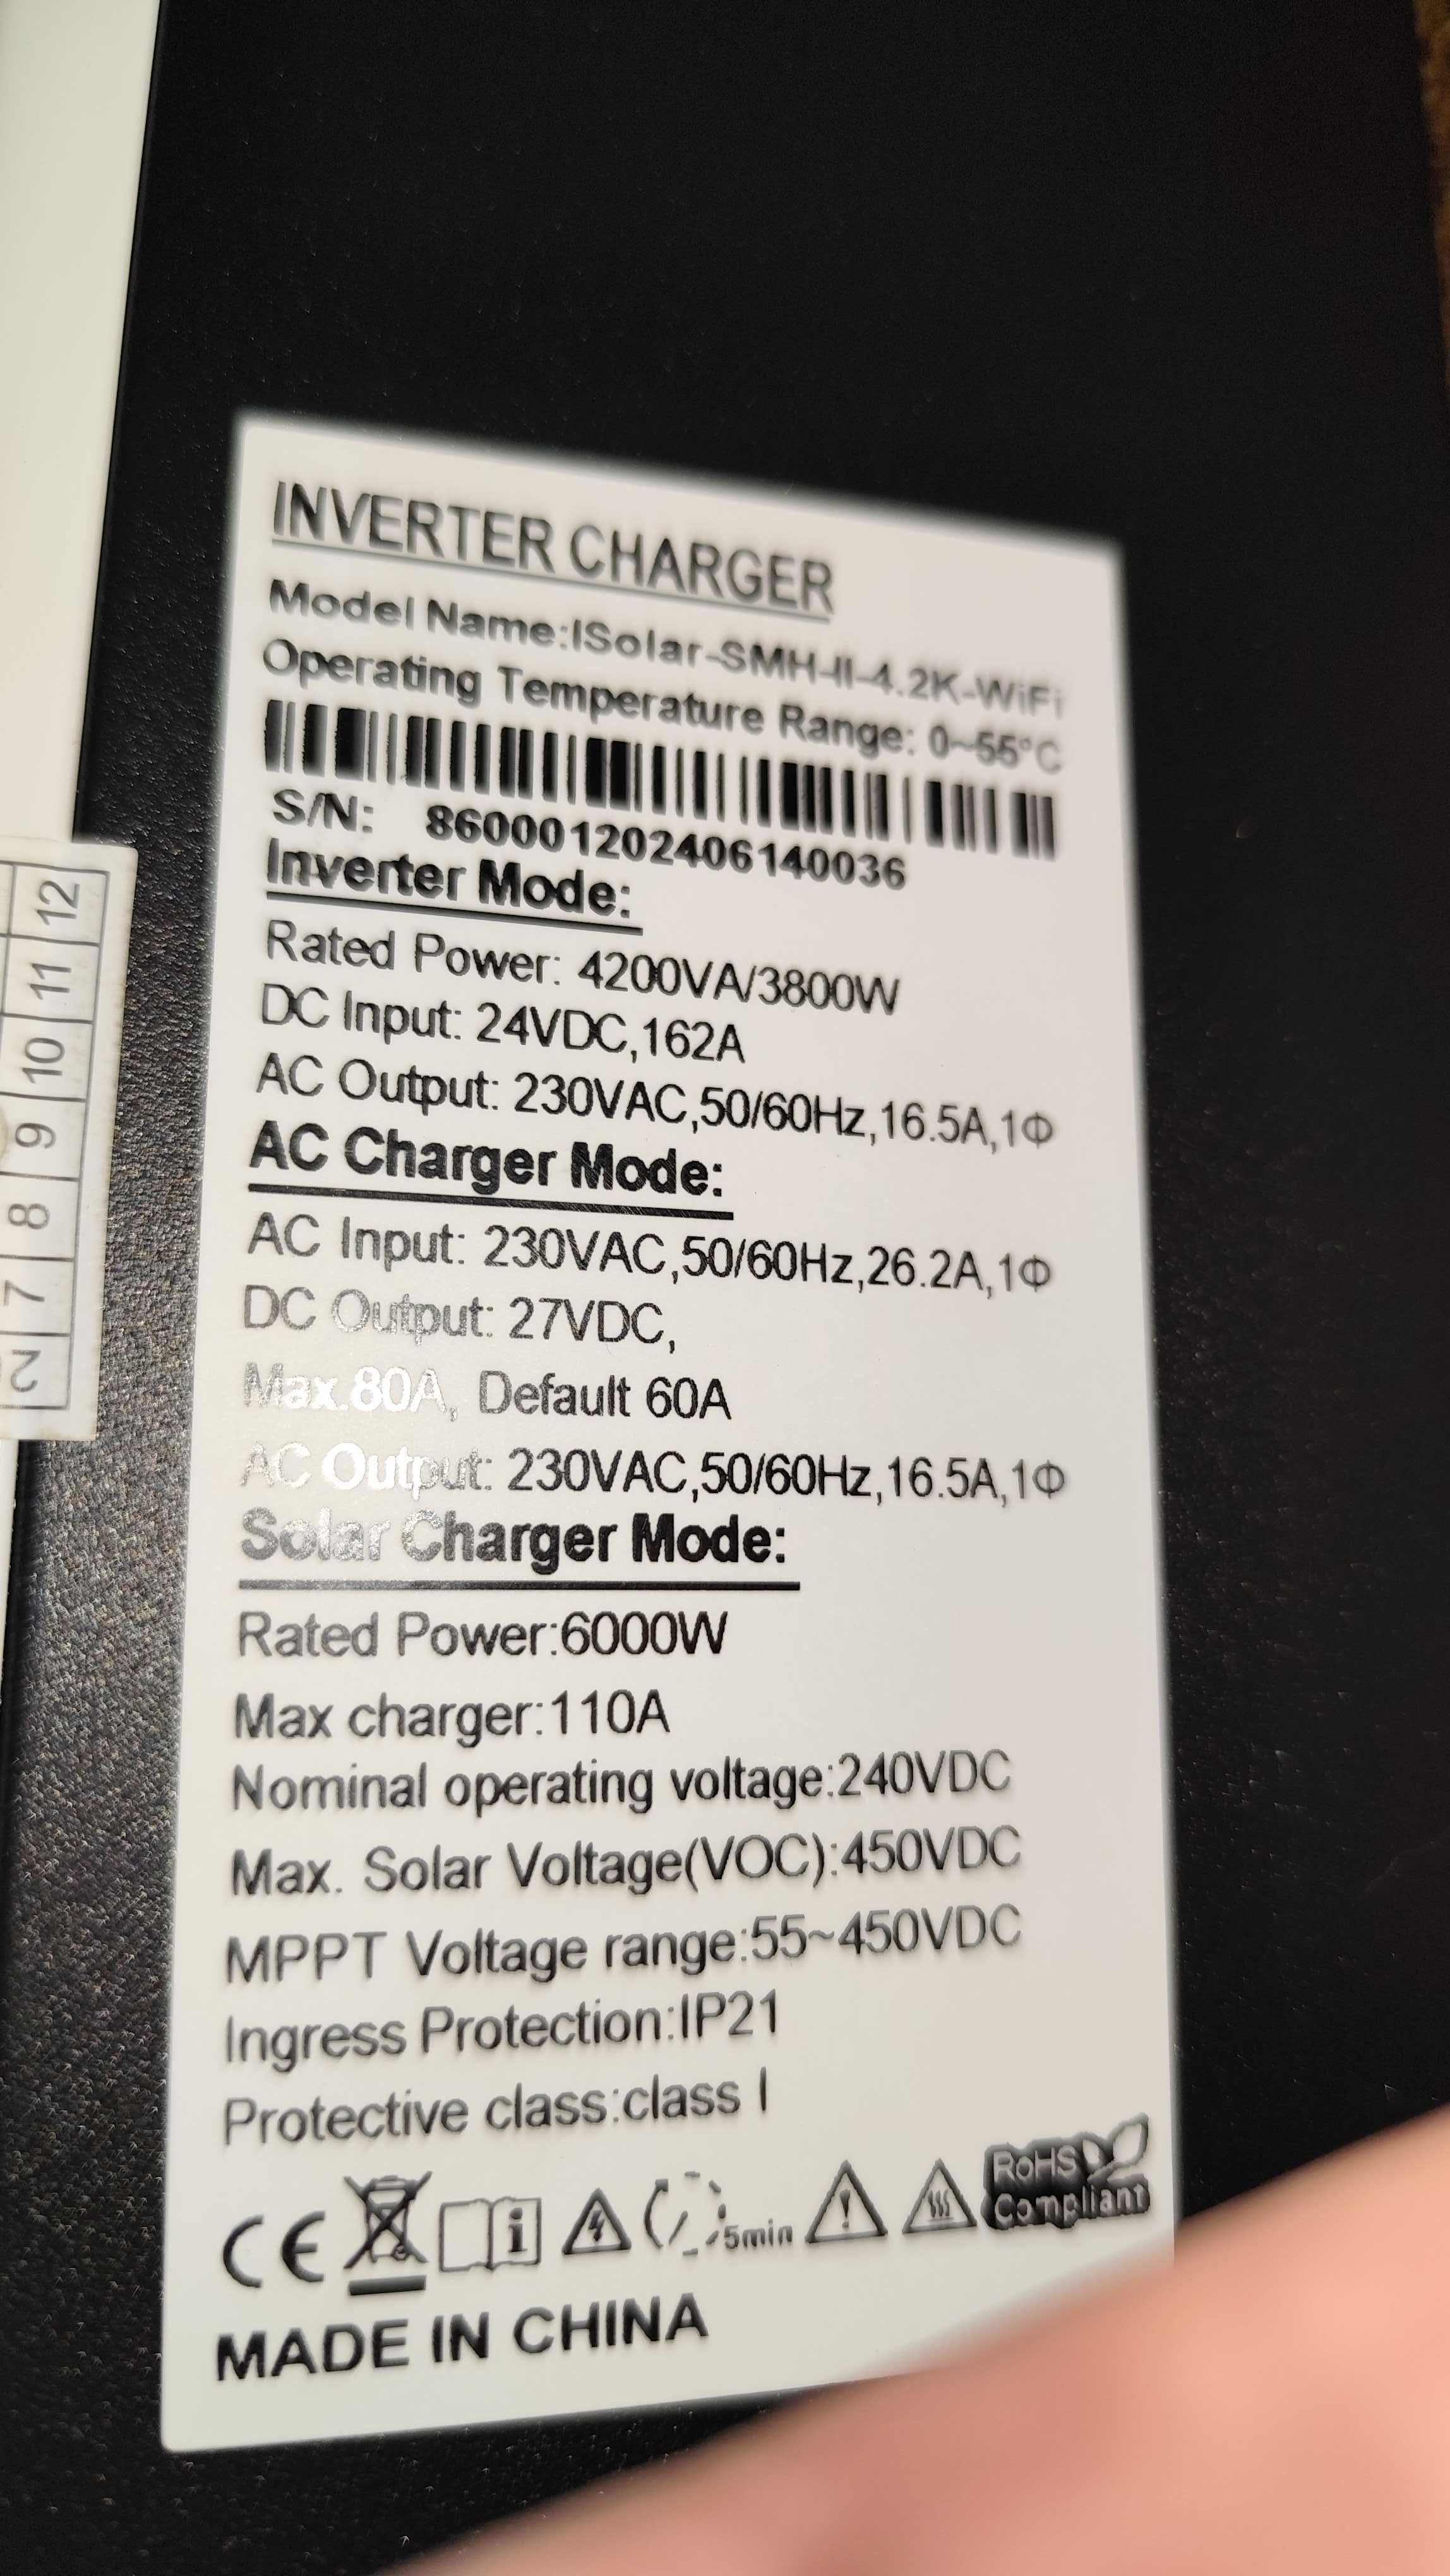 INVERTER CHARGER
Model Name:ISolar-SMH-II-4.2K-WiFi
Operating Temperature Range: 0~55°C
S/N: 860001202406140036
Inverter Mode:
Rated Power: 4200VA/3800W
DC Input: 24VDC,162A
AC Output: 230VAC,50/60Hz,16.5A,1Φ
AC Charger Mode:
AC Input: 230VAC,50/60Hz,26.2A,1Φ
DC Output: 27VDC,
Max.80A, Default 60A
AC Output: 230VAC,50/60Hz,16.5A,1Φ
Solar Charger Mode:
Rated Power:6000W
Max charger:110A
Nominal operating voltage:240VDC
Max. Solar Voltage(VOC):450VDC
MPPT Voltage range:55~450VDC
Ingress Protection:IP21
Protective class:class I
CE i 5min ! RoHS
Compliant
MADE IN CHINA
7 8 9 10 11 12